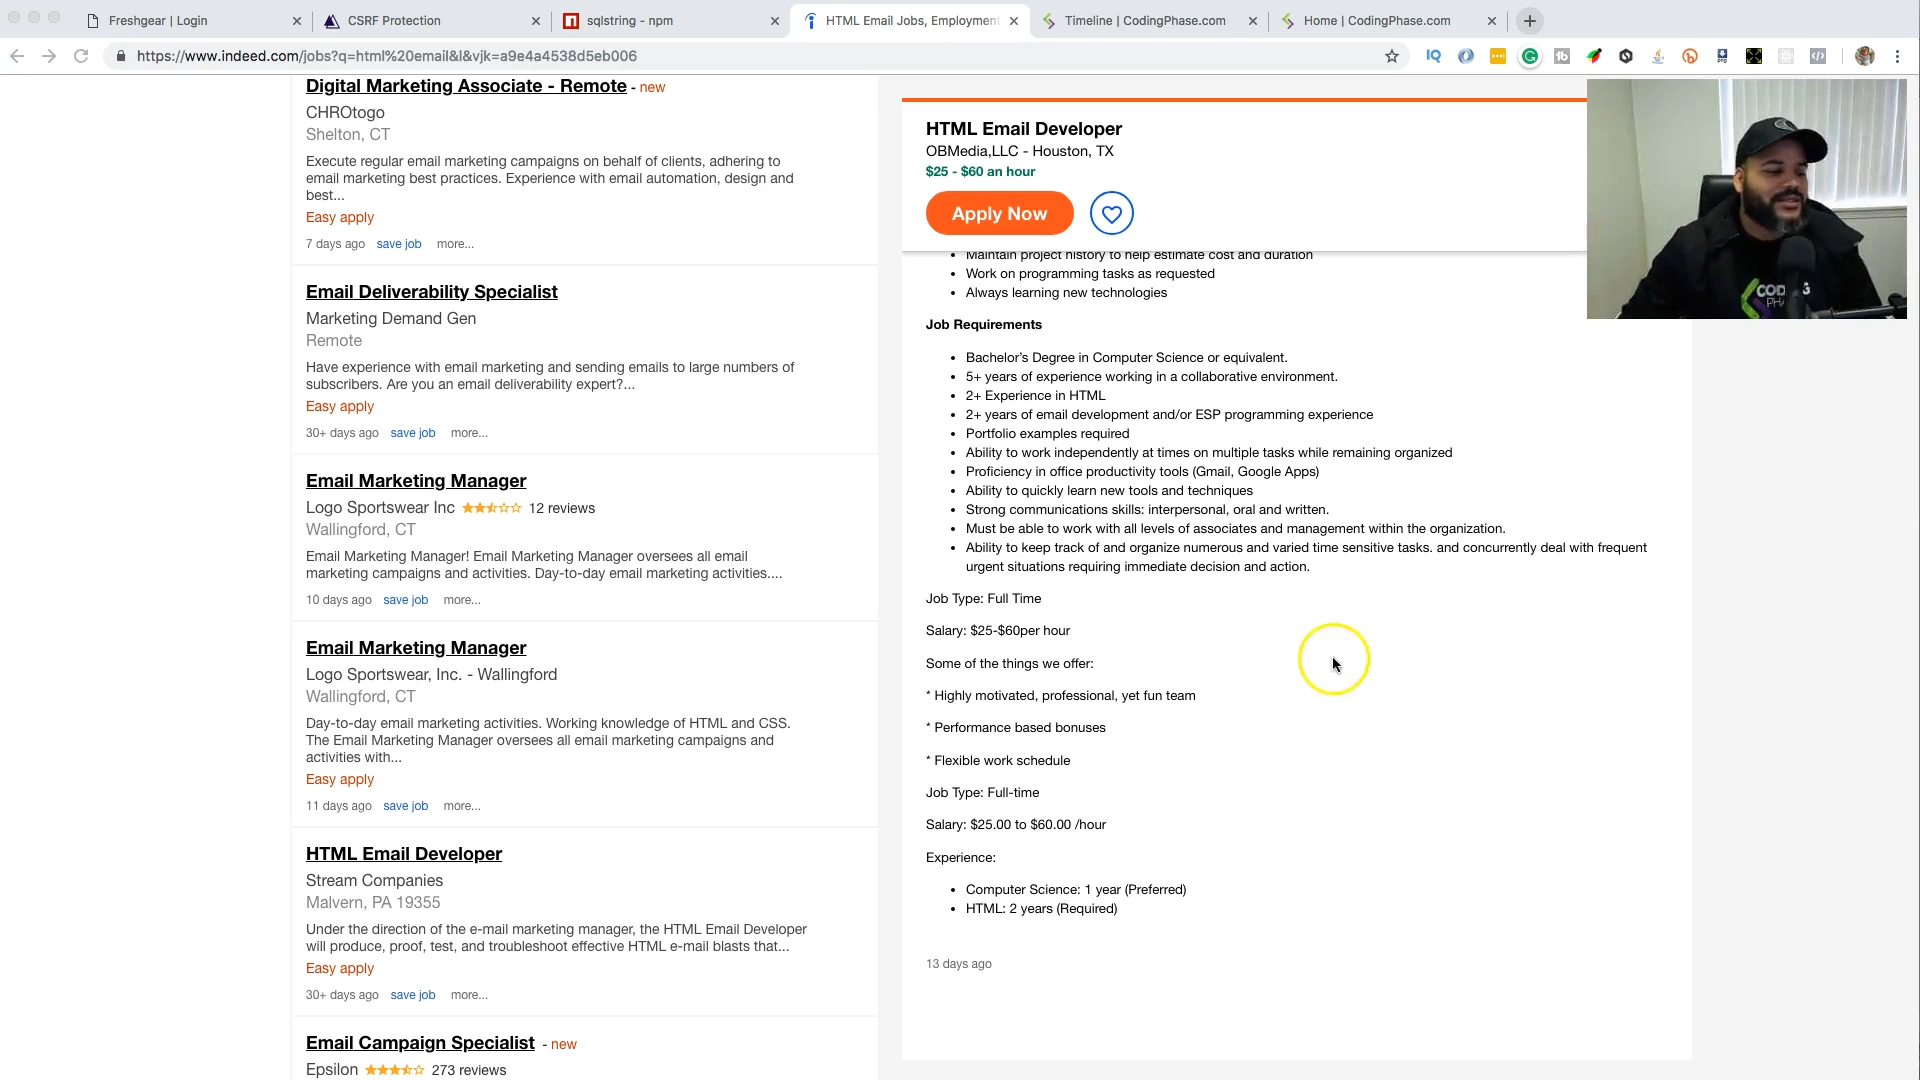 Freshgear | Login
CSRF Protection
sqlstring - npm
HTML Email Jobs, Employment
Timeline | CodingPhase.com
Home | CodingPhase.com
https://www.indeed.com/jobs?q=html%20email&l&vjk=a9e4a4538d5eb006
Digital Marketing Associate - Remote - new
CHROtogo
Shelton, CT
Execute regular email marketing campaigns on behalf of clients, adhering to
email marketing best practices. Experience with email automation, design and
best...
Easy apply
7 days ago save job more...
Email Deliverability Specialist
Marketing Demand Gen
Remote
Have experience with email marketing and sending emails to large numbers of
subscribers. Are you an email deliverability expert?...
Easy apply
30+ days ago save job more...
Email Marketing Manager
Logo Sportswear Inc 12 reviews
Wallingford, CT
Email Marketing Manager! Email Marketing Manager oversees all email
marketing campaigns and activities. Day-to-day email marketing activities....
10 days ago save job more...
Email Marketing Manager
Logo Sportswear, Inc. - Wallingford
Wallingford, CT
Day-to-day email marketing activities. Working knowledge of HTML and CSS.
The Email Marketing Manager oversees all email marketing campaigns and
activities with...
Easy apply
11 days ago save job more...
HTML Email Developer
Stream Companies
Malvern, PA 19355
Under the direction of the e-mail marketing manager, the HTML Email Developer
will produce, proof, test, and troubleshoot effective HTML e-mail blasts that...
Easy apply
30+ days ago save job more...
Email Campaign Specialist - new
Epsilon 273 reviews
HTML Email Developer
OBMedia,LLC - Houston, TX
$25 - $60 an hour
Apply Now
Maintain project history to help estimate cost and duration
Work on programming tasks as requested
Always learning new technologies
Job Requirements
Bachelor's Degree in Computer Science or equivalent.
5+ years of experience working in a collaborative environment.
2+ Experience in HTML
2+ years of email development and/or ESP programming experience
Portfolio examples required
Ability to work independently at times on multiple tasks while remaining organized
Proficiency in office productivity tools (Gmail, Google Apps)
Ability to quickly learn new tools and techniques
Strong communications skills: interpersonal, oral and written.
Must be able to work with all levels of associates and management within the organization.
Ability to keep track of and organize numerous and varied time sensitive tasks. and concurrently deal with frequent
urgent situations requiring immediate decision and action.
Job Type: Full Time
Salary: $25-$60per hour
Some of the things we offer:
* Highly motivated, professional, yet fun team
* Performance based bonuses
* Flexible work schedule
Job Type: Full-time
Salary: $25.00 to $60.00 /hour
Experience:
Computer Science: 1 year (Preferred)
HTML: 2 years (Required)
13 days ago